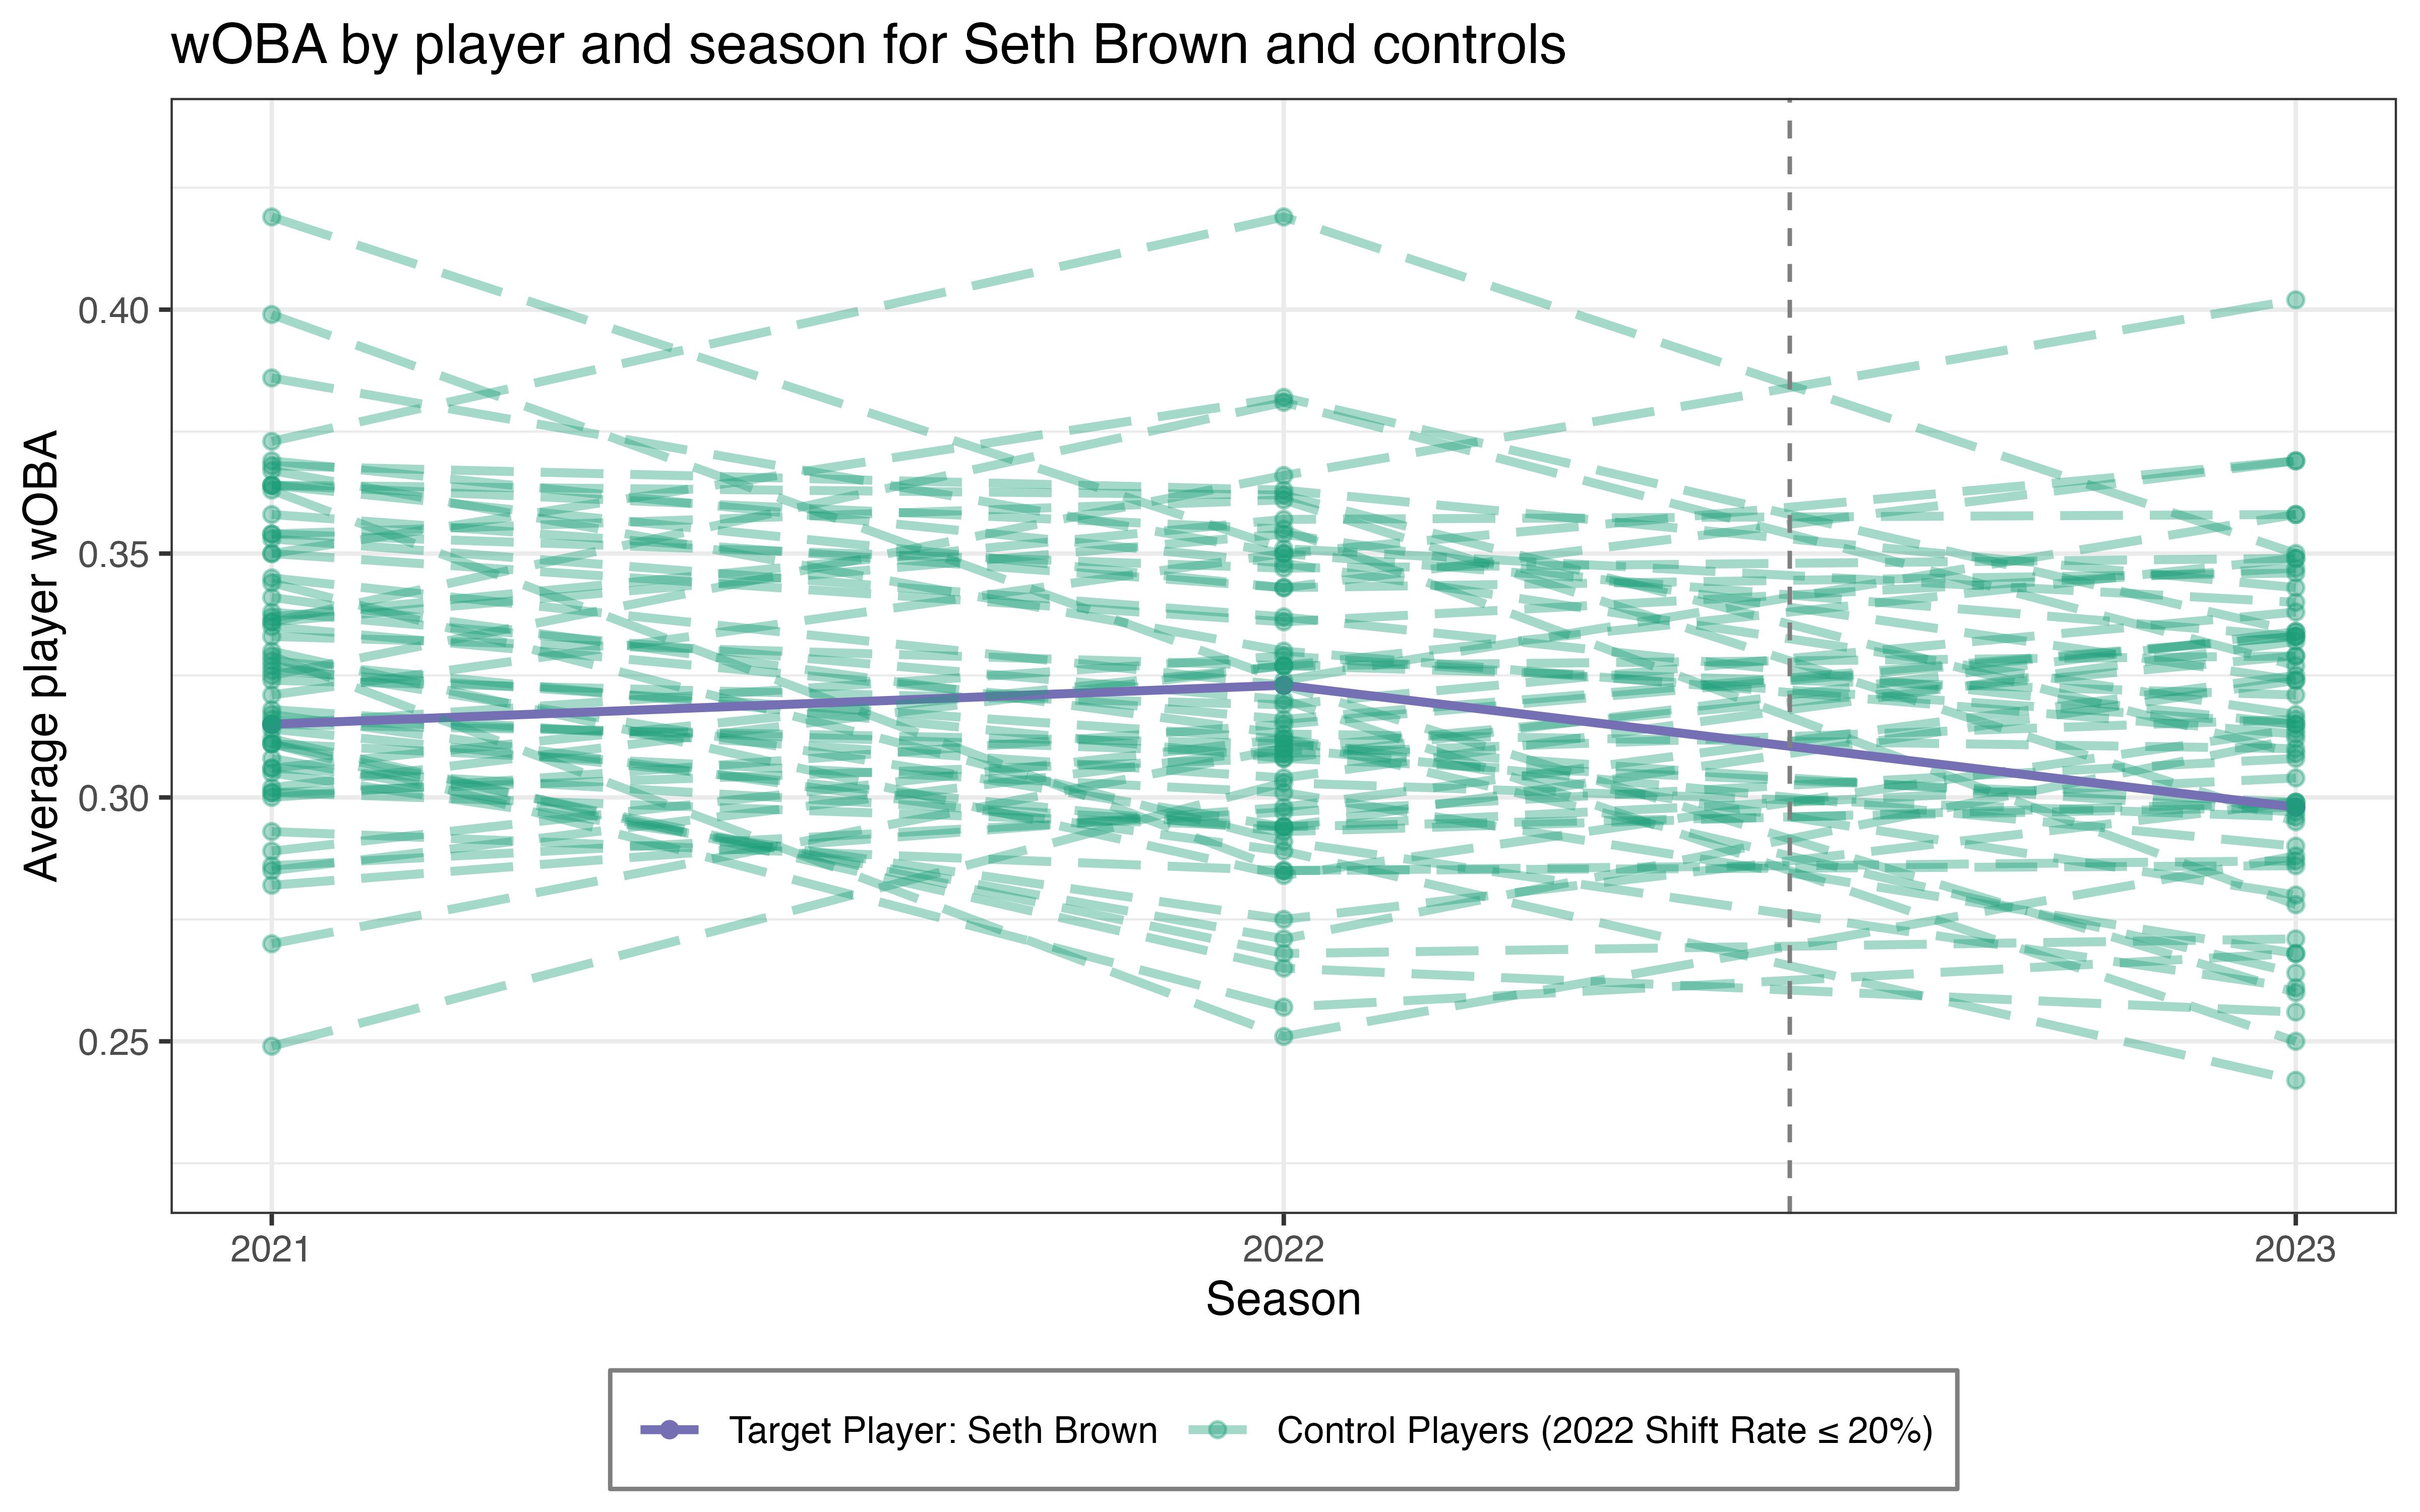 wOBA by player and season for Seth Brown and controls
Average player wOBA
0.40
0.35
0.30
0.25
2021
2022
2023
Season
Target Player: Seth Brown
Control Players (2022 Shift Rate ≤ 20%)